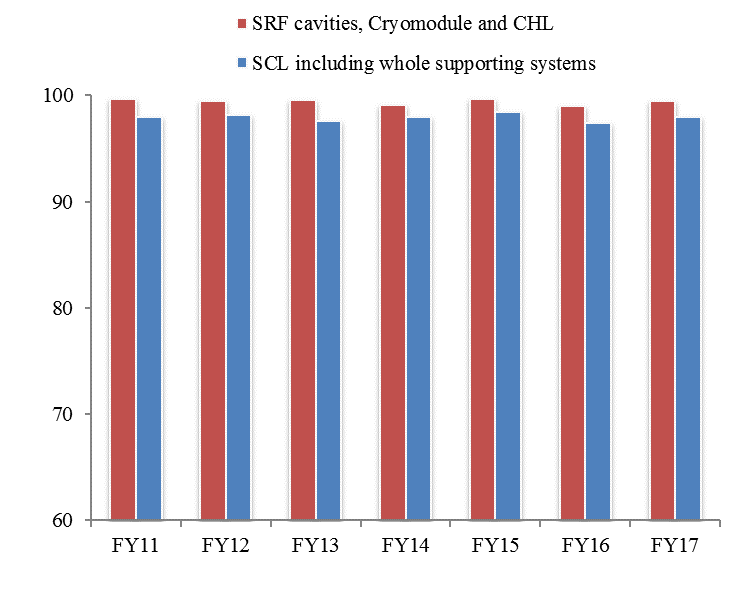 SRF cavities, Cryomodule and CHL
SCL including whole supporting systems
100
90
80
70
60
FY11 FY12 FY13 FY14 FY15 FY16 FY17